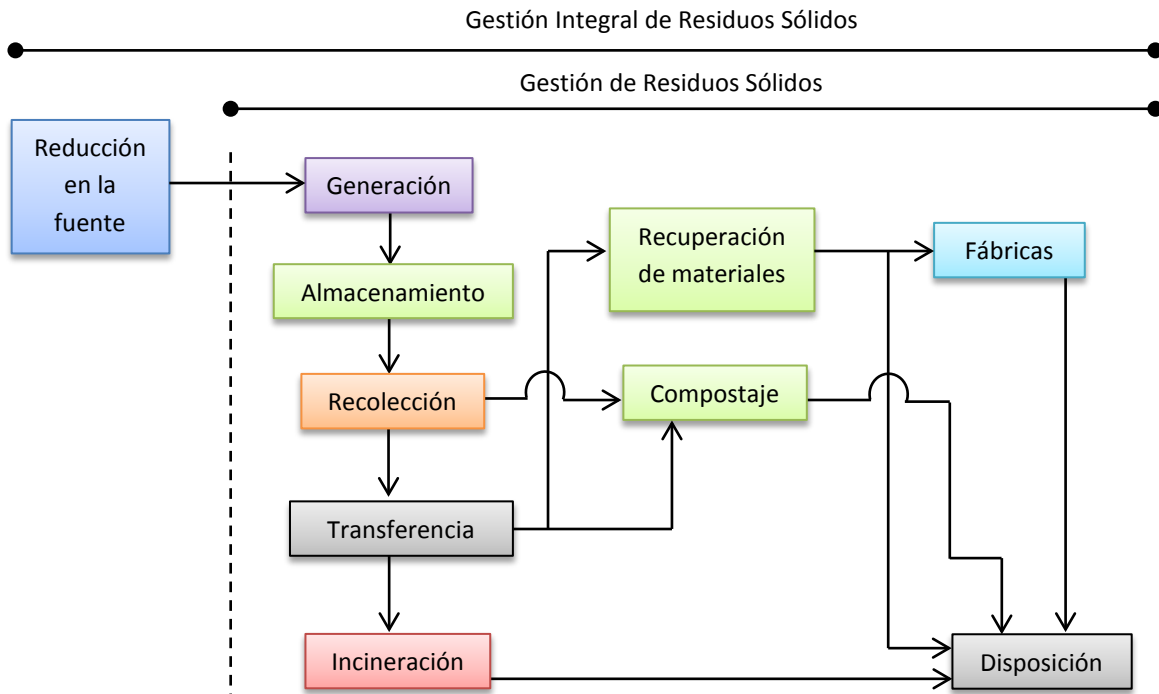 Gestión Integral de Residuos Sólidos
Gestión de Residuos Sólidos
Reducción
en la
fuente
Generación
Almacenamiento
Recolección
Transferencia
Incineración
Recuperación
de materiales
Compostaje
Fábricas
Disposición